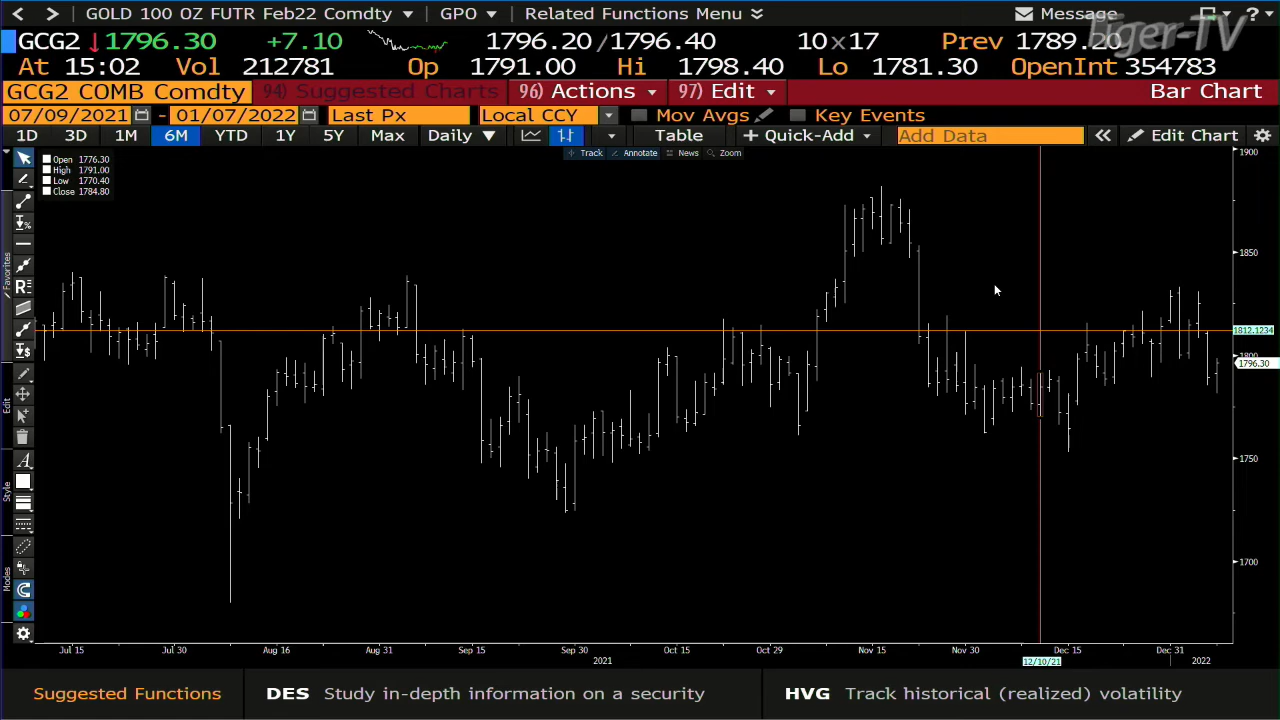 GOLD 100 OZ FUTR Feb22 Comdty GPO Related Functions Menu Message ?
GCG2 1796.30 +7.10 1796.20 /1796.40 10x17 Prev 1789.20
At 15:02 Vol 212781 Op 1791.00 Hi 1798.40 Lo 1781.30 OpenInt 354783
GCG2 COMB Comdty 94) Suggested Charts 96) Actions 97) Edit Bar Chart
07/09/2021 - 01/07/2022 Last Px Local CCY Mov Avgs Key Events
1D 3D 1M 6M YTD 1Y 5Y Max Daily Table + Quick-Add Add Data Edit Chart
Track Annotate News Zoom
Open 1776.30
High 1791.00
Low 1770.40
Close 1784.80
Favorites
Edit
Style
Modes
1900
1850
1812.1234
1800
1796.30
1750
1700
Jul 15 Jul 30 Aug 16 Aug 31 Sep 15 Sep 30 Oct 15 Oct 29 Nov 15 Nov 30 Dec 15 Dec 31
2021 12/10/21 2022
Suggested Functions DES Study in-depth information on a security HVG Track historical (realized) volatility